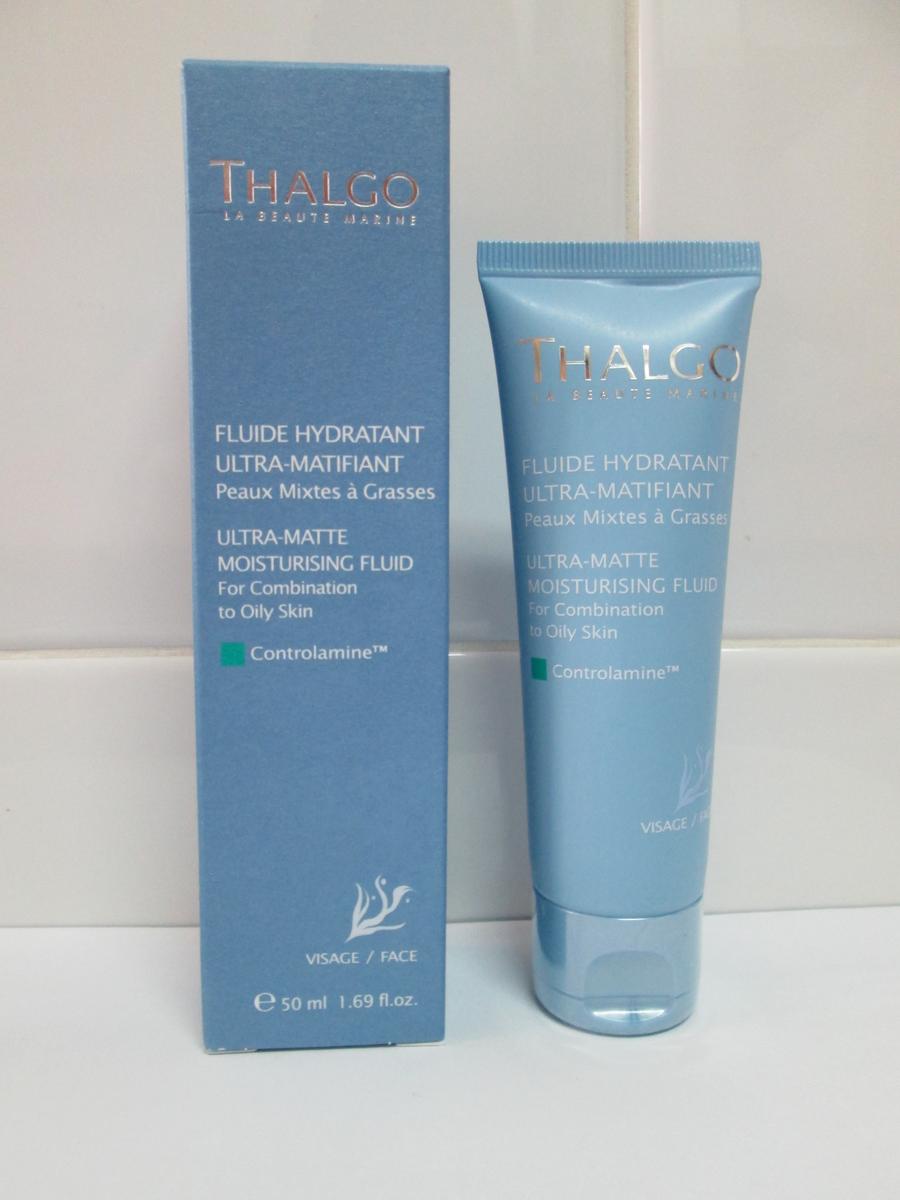 THALGO
LA BEAUTE MARINE
FLUIDE HYDRATANT
ULTRA-MATIFIANT
Peaux Mixtes à Grasses
ULTRA-MATTE
MOISTURISING FLUID
For Combination
to Oily Skin
Controlamine™
VISAGE / FACE
e 50 ml 1.69 fl.oz.
THALGO
LA BEAUTE MARINE
FLUIDE HYDRATANT
ULTRA-MATIFIANT
Peaux Mixtes à Grasses
ULTRA-MATTE
MOISTURISING FLUID
For Combination
to Oily Skin
Controlamine™
VISAGE / FA